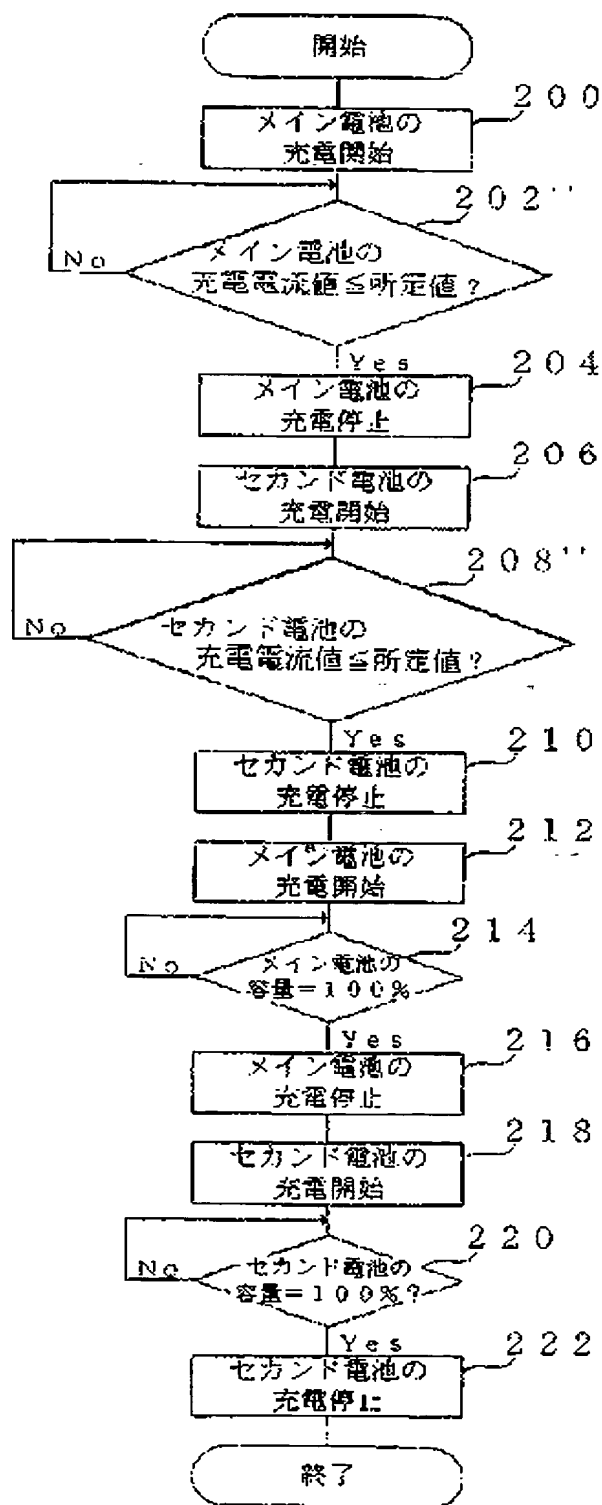 開始
200
メイン電池の
充電開始
202''
No
メイン電池の
充電電流値≦所定値？
Yes
204
メイン電池の
充電停止
206
セカンド電池の
充電開始
208''
No
セカンド電池の
充電電流値≦所定値？
Yes
210
セカンド電池の
充電停止
212
メイン電池の
充電開始
214
No
メイン電池の
容量＝100％
Yes
216
メイン電池の
充電停止
218
セカンド電池の
充電開始
220
No
セカンド電池の
容量＝100％？
Yes
222
セカンド電池の
充電停止
終了